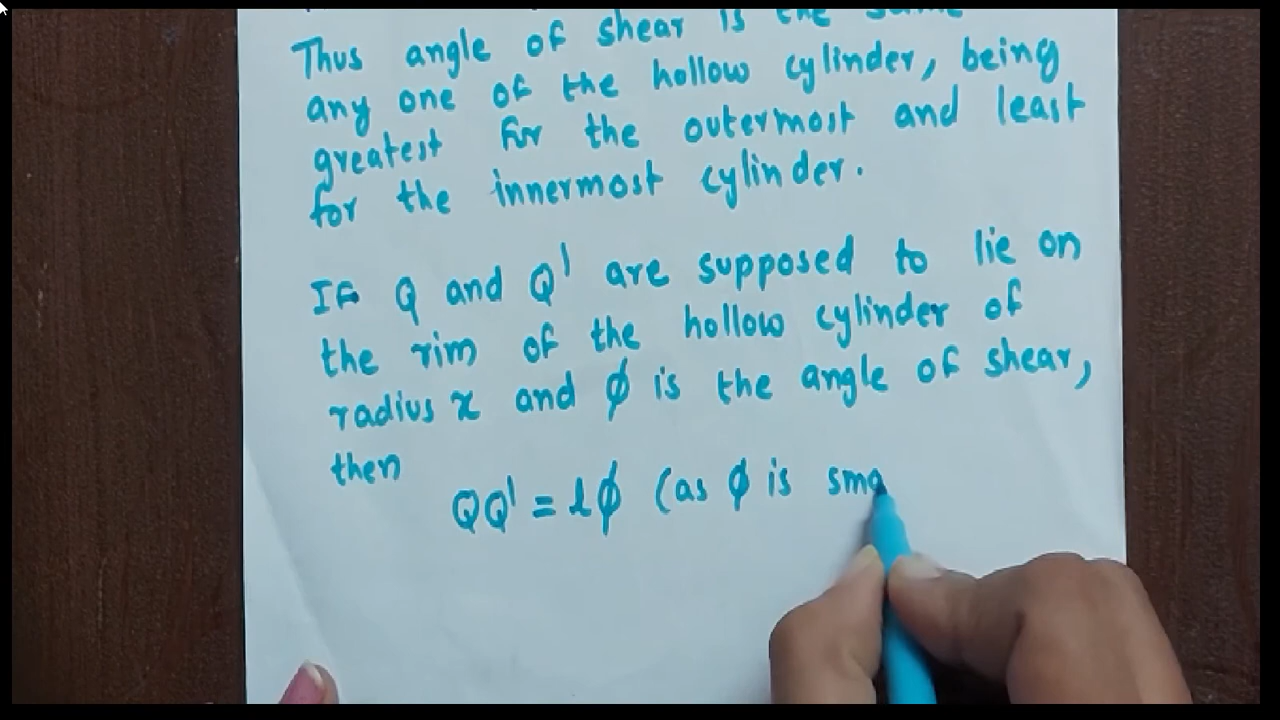 Thus angle of shear is the same
any one of the hollow cylinder, being
greatest for the outermost and least
for the innermost cylinder.
If Q and Q' are supposed to lie on
the rim of the hollow cylinder of
radius x and φ is the angle of shear,
then
QQ' = lφ (as φ is sma